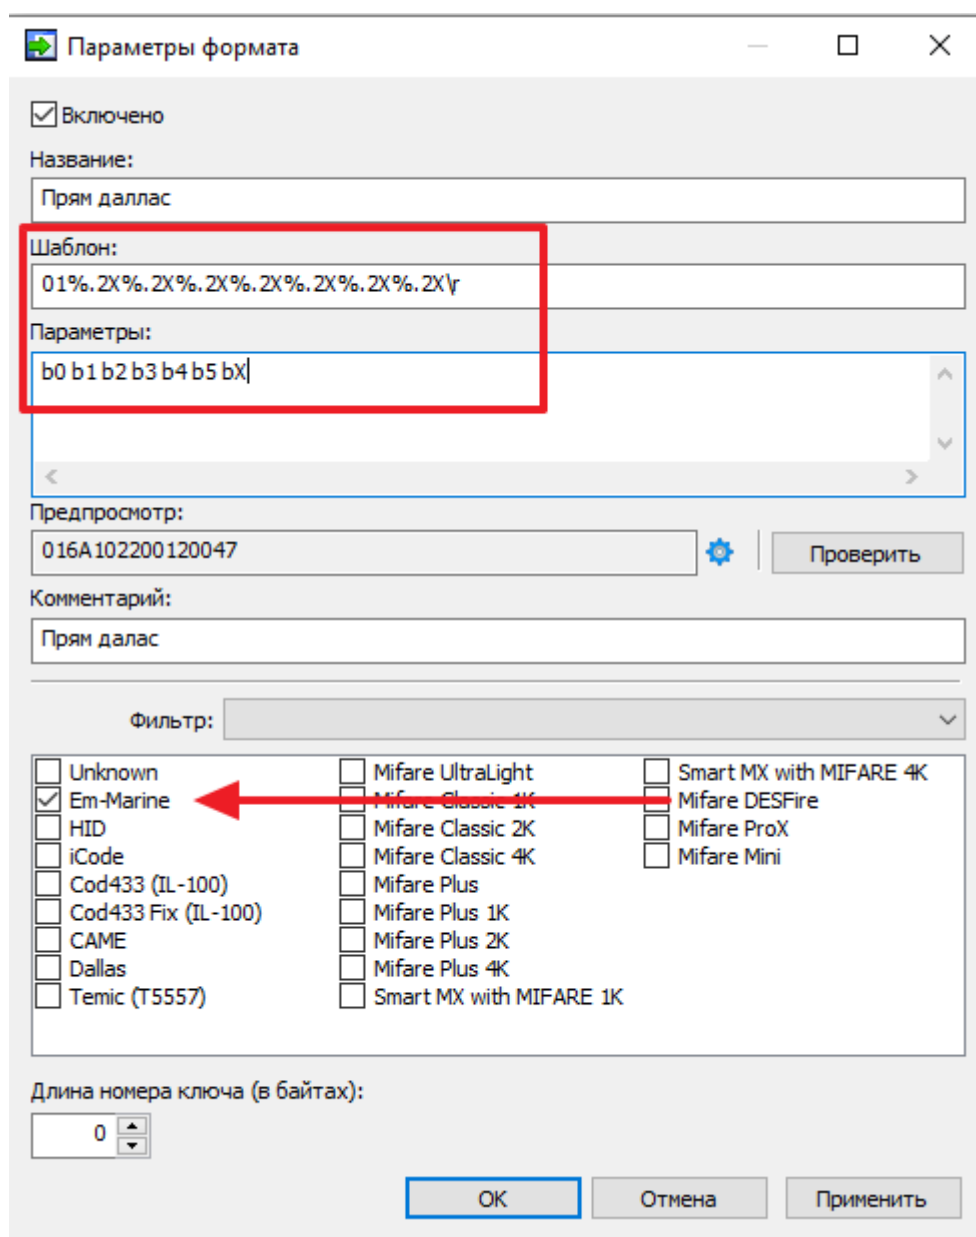 Параметры формата
Включено
Название:
Прям даллас
Шаблон:
01%.2X%.2X%.2X%.2X%.2X%.2X%.2X\r
Параметры:
b0 b1 b2 b3 b4 b5 bX
Предпросмотр:
016A102200120047
Проверить
Комментарий:
Прям далас
Фильтр:
Unknown Mifare UltraLight Smart MX with MIFARE 4K
Em-Marine Mifare Classic 1K Mifare DESFire
HID Mifare Classic 2K Mifare ProX
iCode Mifare Classic 4K Mifare Mini
Cod433 (IL-100) Mifare Plus
Cod433 Fix (IL-100) Mifare Plus 1K
CAME Mifare Plus 2K
Dallas Mifare Plus 4K
Temic (T5557) Smart MX with MIFARE 1K
Длина номера ключа (в байтах):
0
ОК Отмена Применить